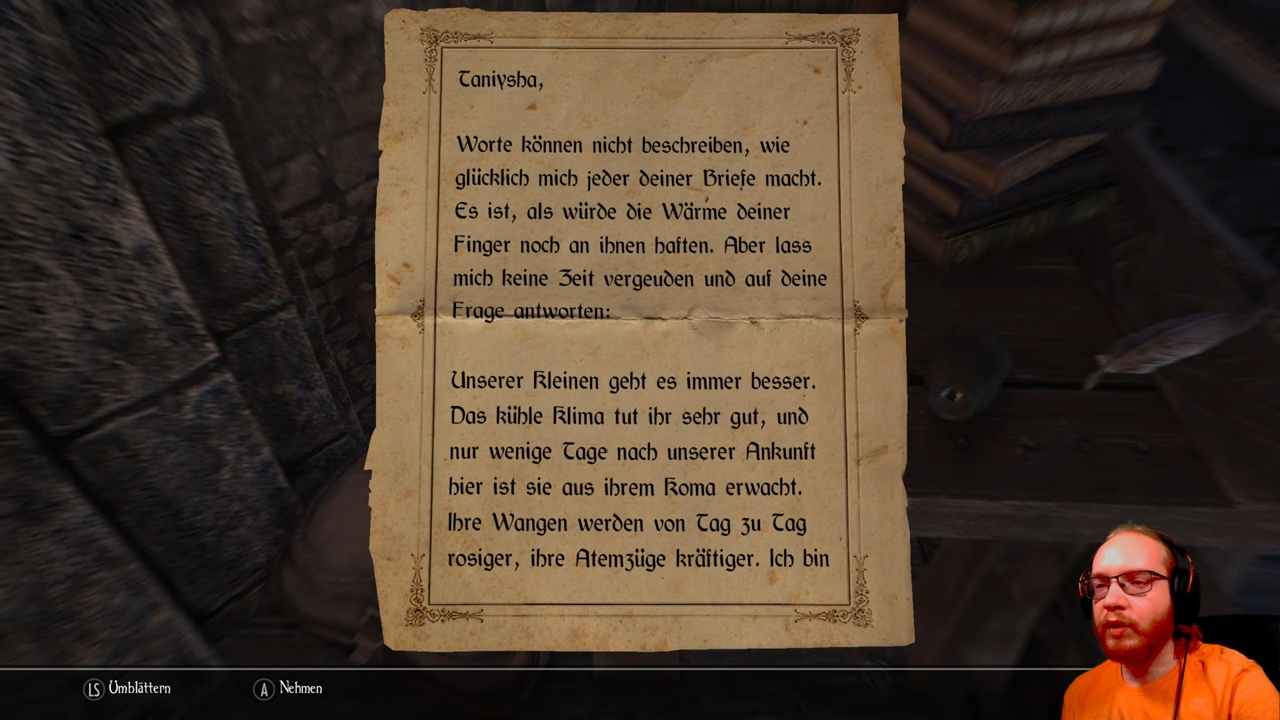 Taniysha,
Worte können nicht beschreiben, wie
glücklich mich jeder deiner Briefe macht.
Es ist, als würde die Wärme deiner
Finger noch an ihnen haften. Aber lass
mich keine Zeit vergeuden und auf deine
Frage antworten:
Unserer Kleinen geht es immer besser.
Das kühle Klima tut ihr sehr gut, und
nur wenige Tage nach unserer Ankunft
hier ist sie aus ihrem Koma erwacht.
Ihre Wangen werden von Tag zu Tag
rosiger, ihre Atemzüge kräftiger. Ich bin
LS Umblättern
A Nehmen